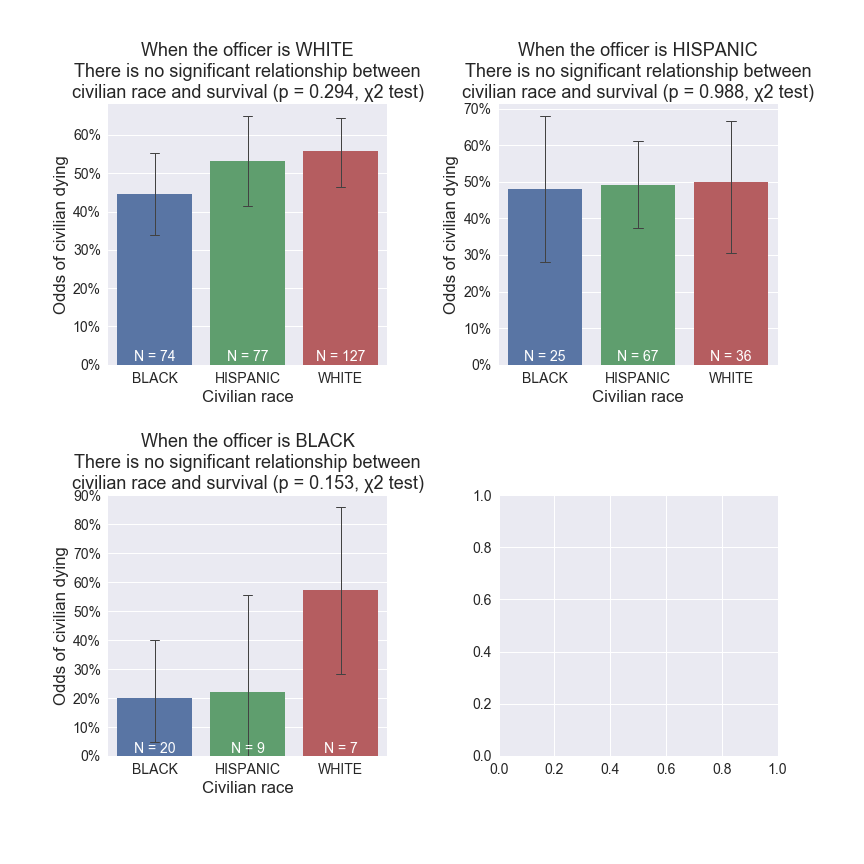 When the officer is WHITE
There is no significant relationship between
civilian race and survival (p = 0.294, χ2 test)
60%
50%
40%
30%
20%
10%
0%
Odds of civilian dying
N = 74
N = 77
N = 127
BLACK
HISPANIC
WHITE
Civilian race
When the officer is HISPANIC
There is no significant relationship between
civilian race and survival (p = 0.988, χ2 test)
70%
60%
50%
40%
30%
20%
10%
0%
Odds of civilian dying
N = 25
N = 67
N = 36
BLACK
HISPANIC
WHITE
Civilian race
When the officer is BLACK
There is no significant relationship between
civilian race and survival (p = 0.153, χ2 test)
90%
80%
70%
60%
50%
40%
30%
20%
10%
0%
Odds of civilian dying
N = 20
N = 9
N = 7
BLACK
HISPANIC
WHITE
Civilian race
1.0
0.8
0.6
0.4
0.2
0.0
0.0
0.2
0.4
0.6
0.8
1.0